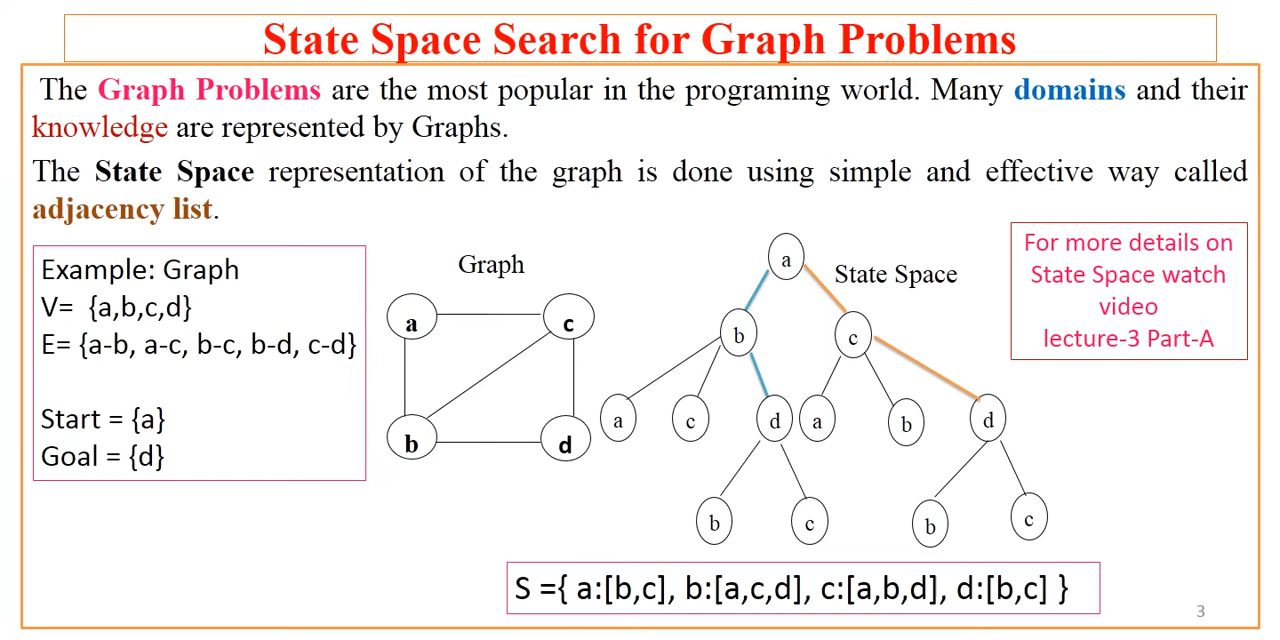 State Space Search for Graph Problems
The Graph Problems are the most popular in the programing world. Many domains and their
knowledge are represented by Graphs.
The State Space representation of the graph is done using simple and effective way called
adjacency list.
Example: Graph
V= {a,b,c,d}
E= {a-b, a-c, b-c, b-d, c-d}
Start = {a}
Goal = {d}
Graph
a
c
b
d
State Space
a
b
c
a
c
d
a
b
d
b
c
b
c
For more details on
State Space watch
video
lecture-3 Part-A
S ={ a:[b,c], b:[a,c,d], c:[a,b,d], d:[b,c] }
3